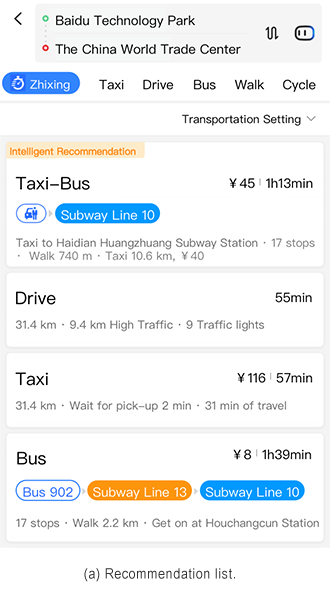 Baidu Technology Park
The China World Trade Center
Zhixing Taxi Drive Bus Walk Cycle
Transportation Setting
Intelligent Recommendation
Taxi-Bus ¥45 1h13min
Subway Line 10
Taxi to Haidian Huangzhuang Subway Station · 17 stops
· Walk 740 m · Taxi 10.6 km, ¥40
Drive 55min
31.4 km · 9.4 km High Traffic · 9 Traffic lights
Taxi ¥116 57min
31.4 km · Wait for pick-up 2 min · 31 min of travel
Bus ¥8 1h39min
Bus 902 Subway Line 13 Subway Line 10
17 stops · Walk 2.2 km · Get on at Houchangcun Station
(a) Recommendation list.